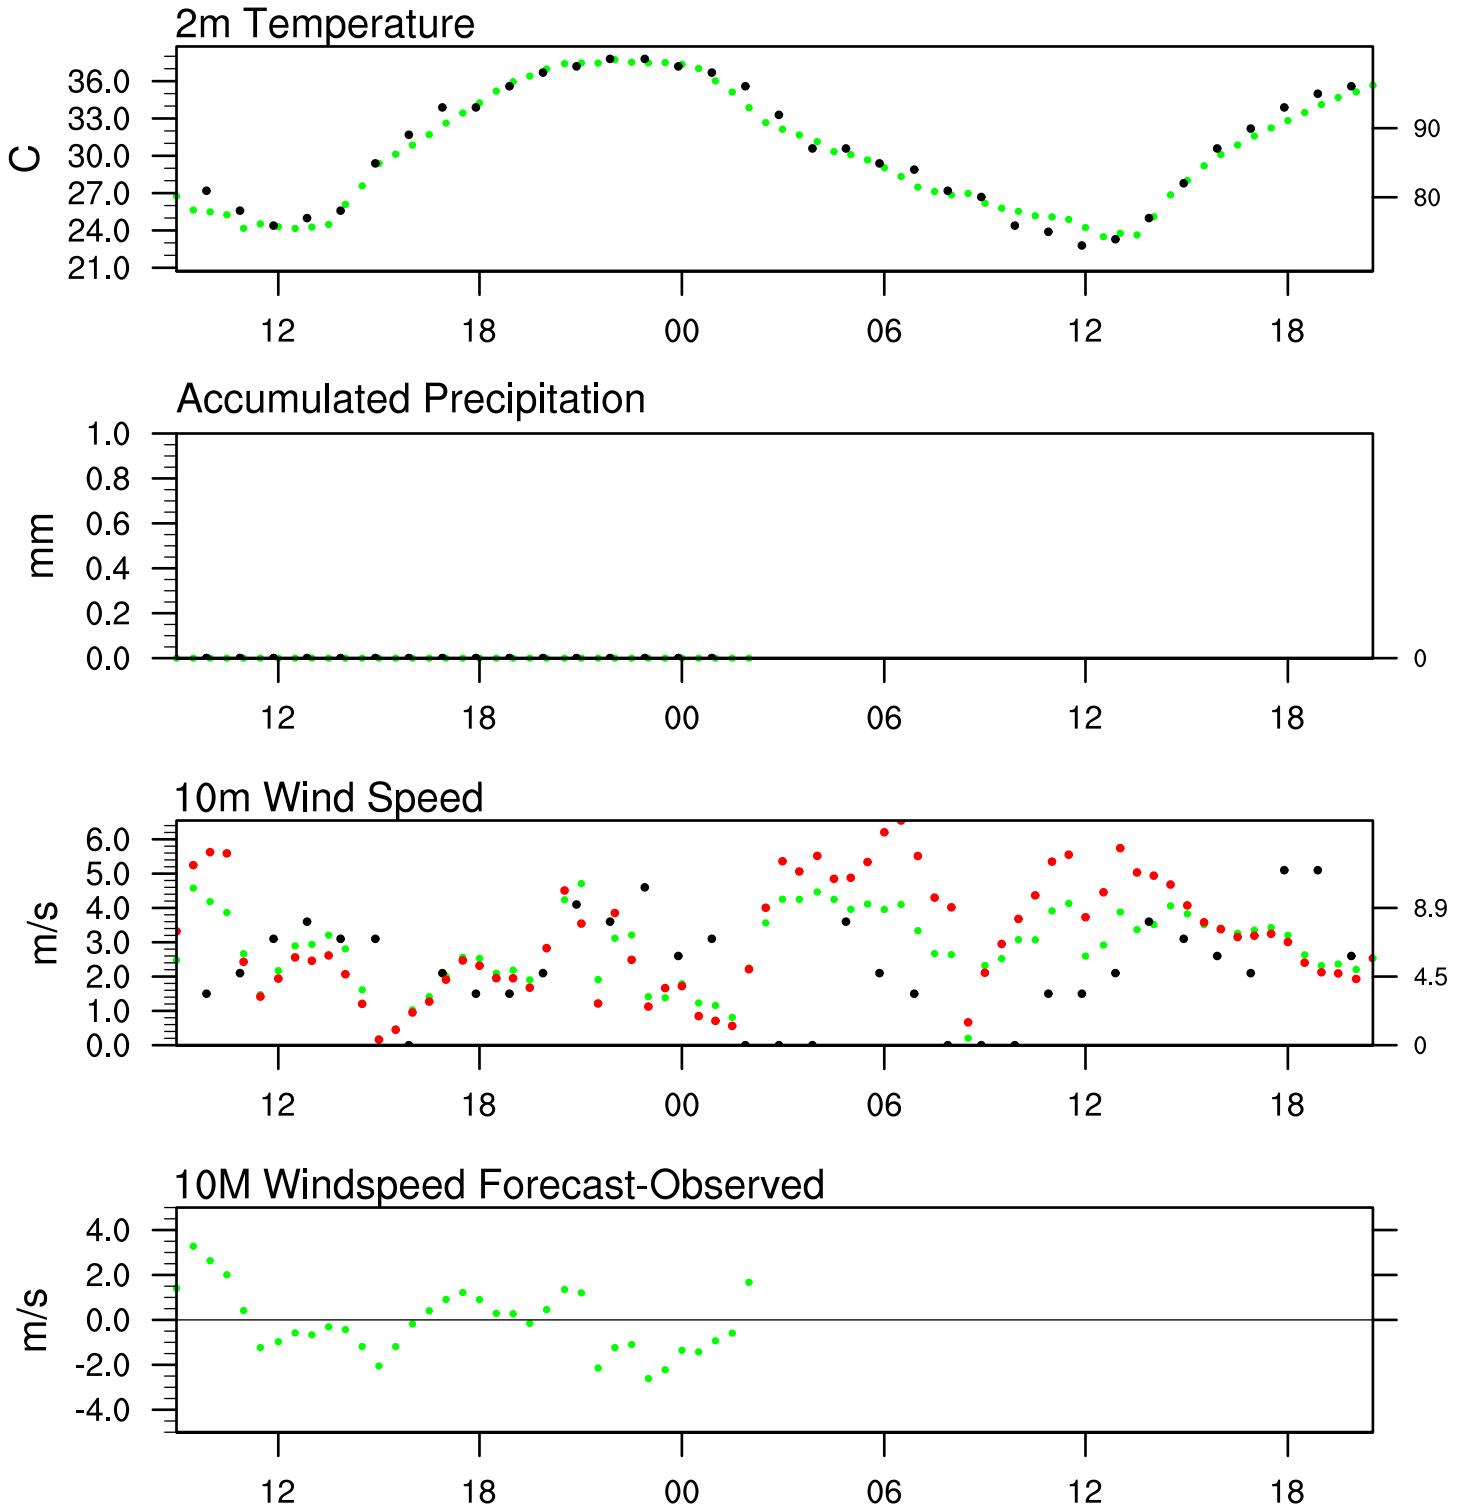 2m Temperature
36.0
33.0
90
30.0
C
27.0
80
24.0
21.0
12 18 00 06 12 18
Accumulated Precipitation
1.0
0.8
0.6
mm
0.4
0.2
0.0 0
12 18 00 06 12 18
10m Wind Speed
6.0
5.0
4.0 8.9
m/s
3.0
2.0 4.5
1.0
0.0 0
12 18 00 06 12 18
10M Windspeed Forecast-Observed
4.0
2.0
m/s
0.0
-2.0
-4.0
12 18 00 06 12 18